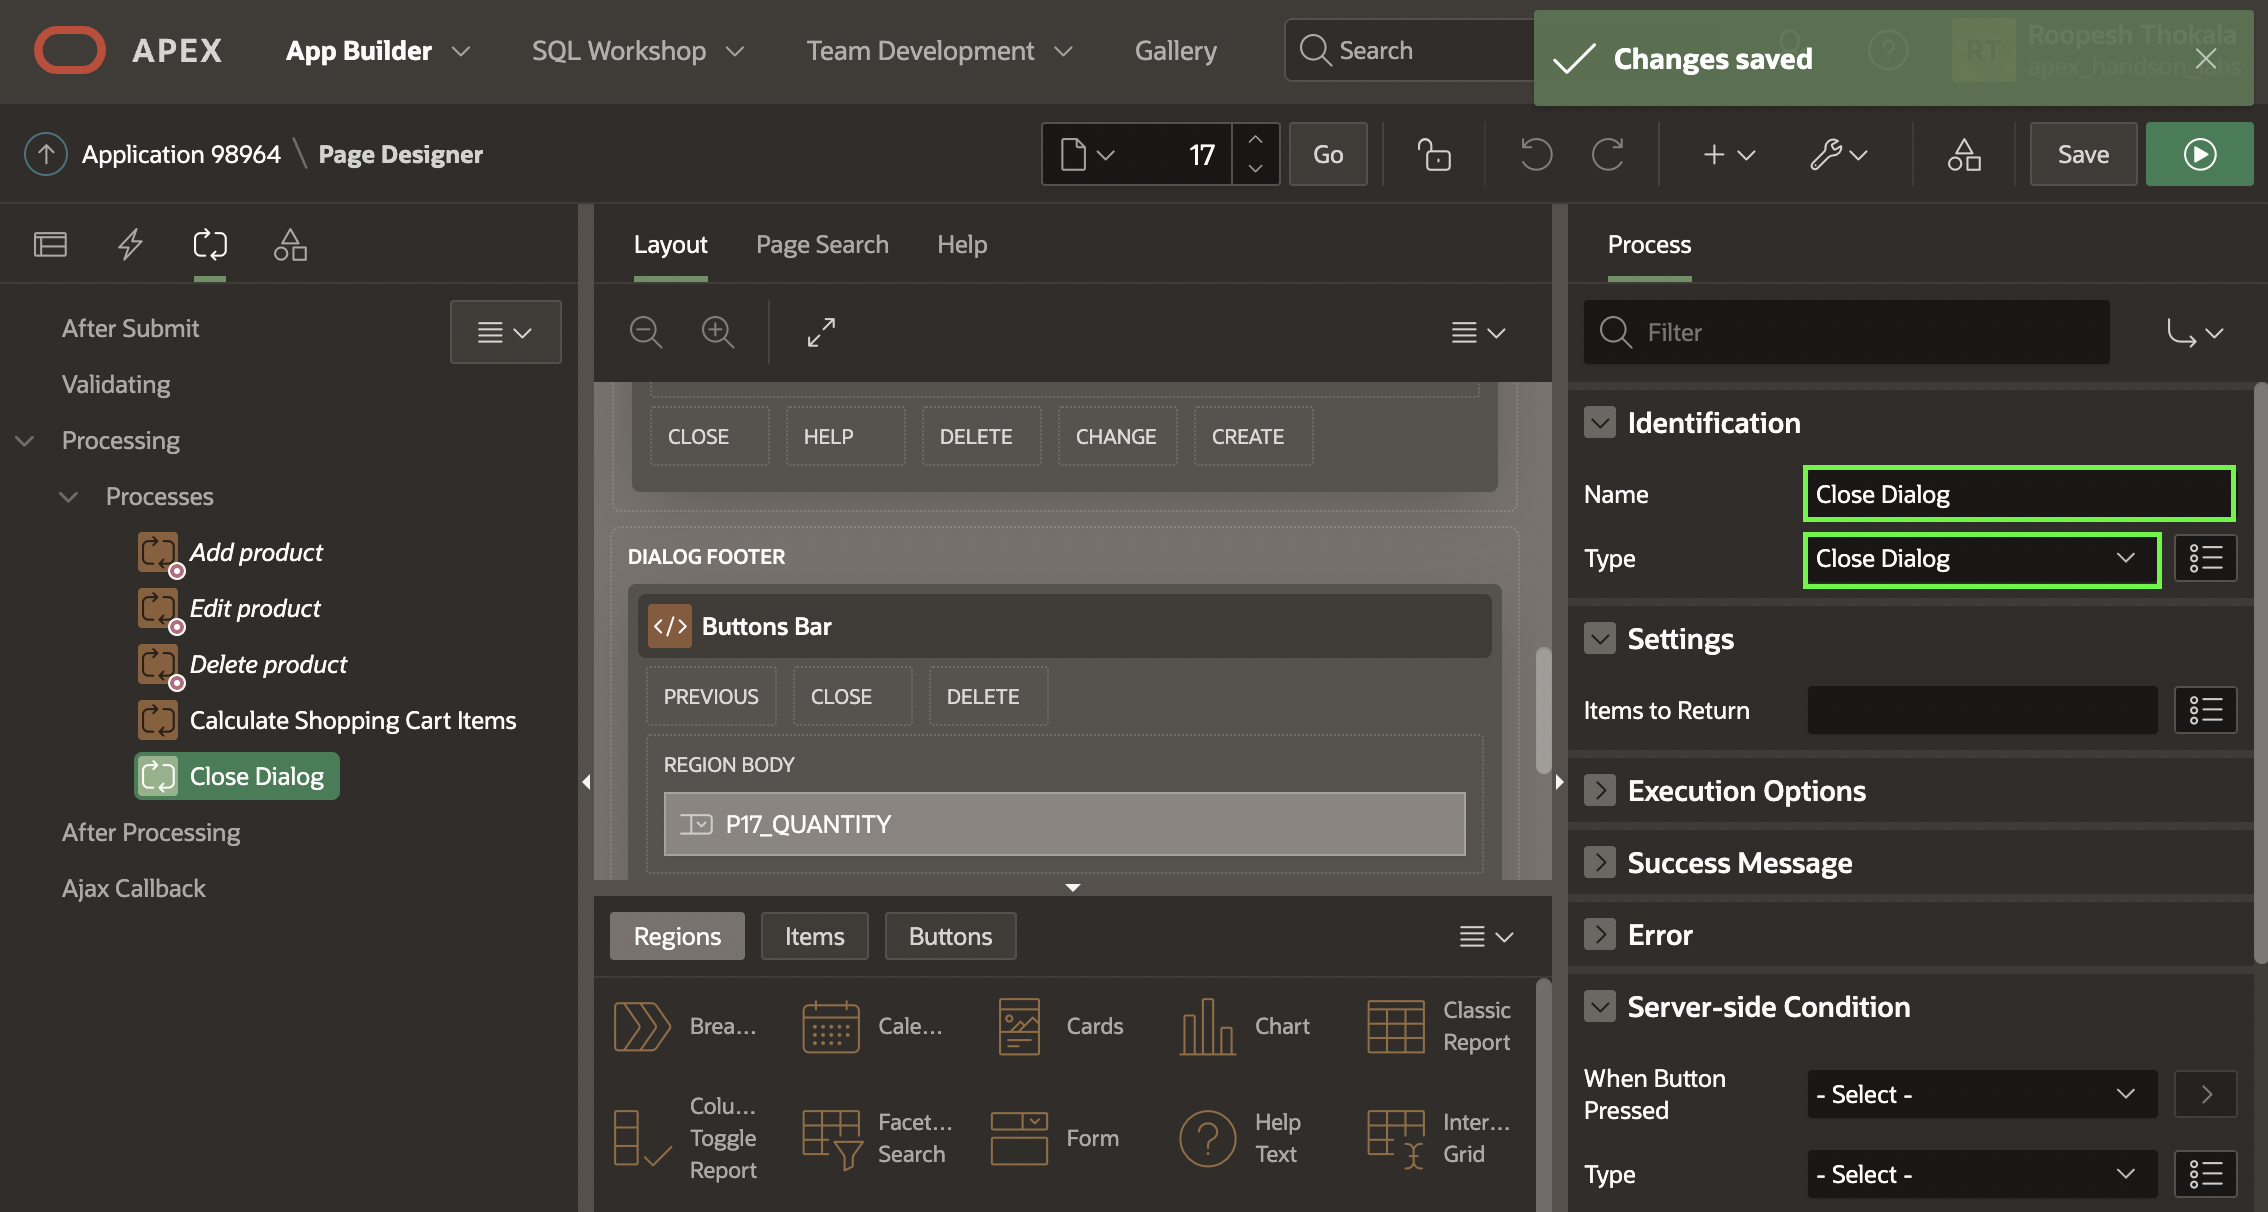 APEX
App Builder
SQL Workshop
Team Development
Gallery
Search
Changes saved
RT
Roopesh Thokala
apex_handson_labs
Application 98964 \ Page Designer
17
Go
Save
Layout
Page Search
Help
Process
After Submit
Validating
Processing
Processes
Add product
Edit product
Delete product
Calculate Shopping Cart Items
Close Dialog
After Processing
Ajax Callback
CLOSE
HELP
DELETE
CHANGE
CREATE
DIALOG FOOTER
</> Buttons Bar
PREVIOUS
CLOSE
DELETE
REGION BODY
P17_QUANTITY
Regions
Items
Buttons
Brea...
Cale...
Cards
Chart
Classic
Report
Colu...
Toggle
Report
Facet...
Search
Form
Help
Text
Inter...
Grid
Filter
Identification
Name
Close Dialog
Type
Close Dialog
Settings
Items to Return
Execution Options
Success Message
Error
Server-side Condition
When Button
Pressed
- Select -
Type
- Select -